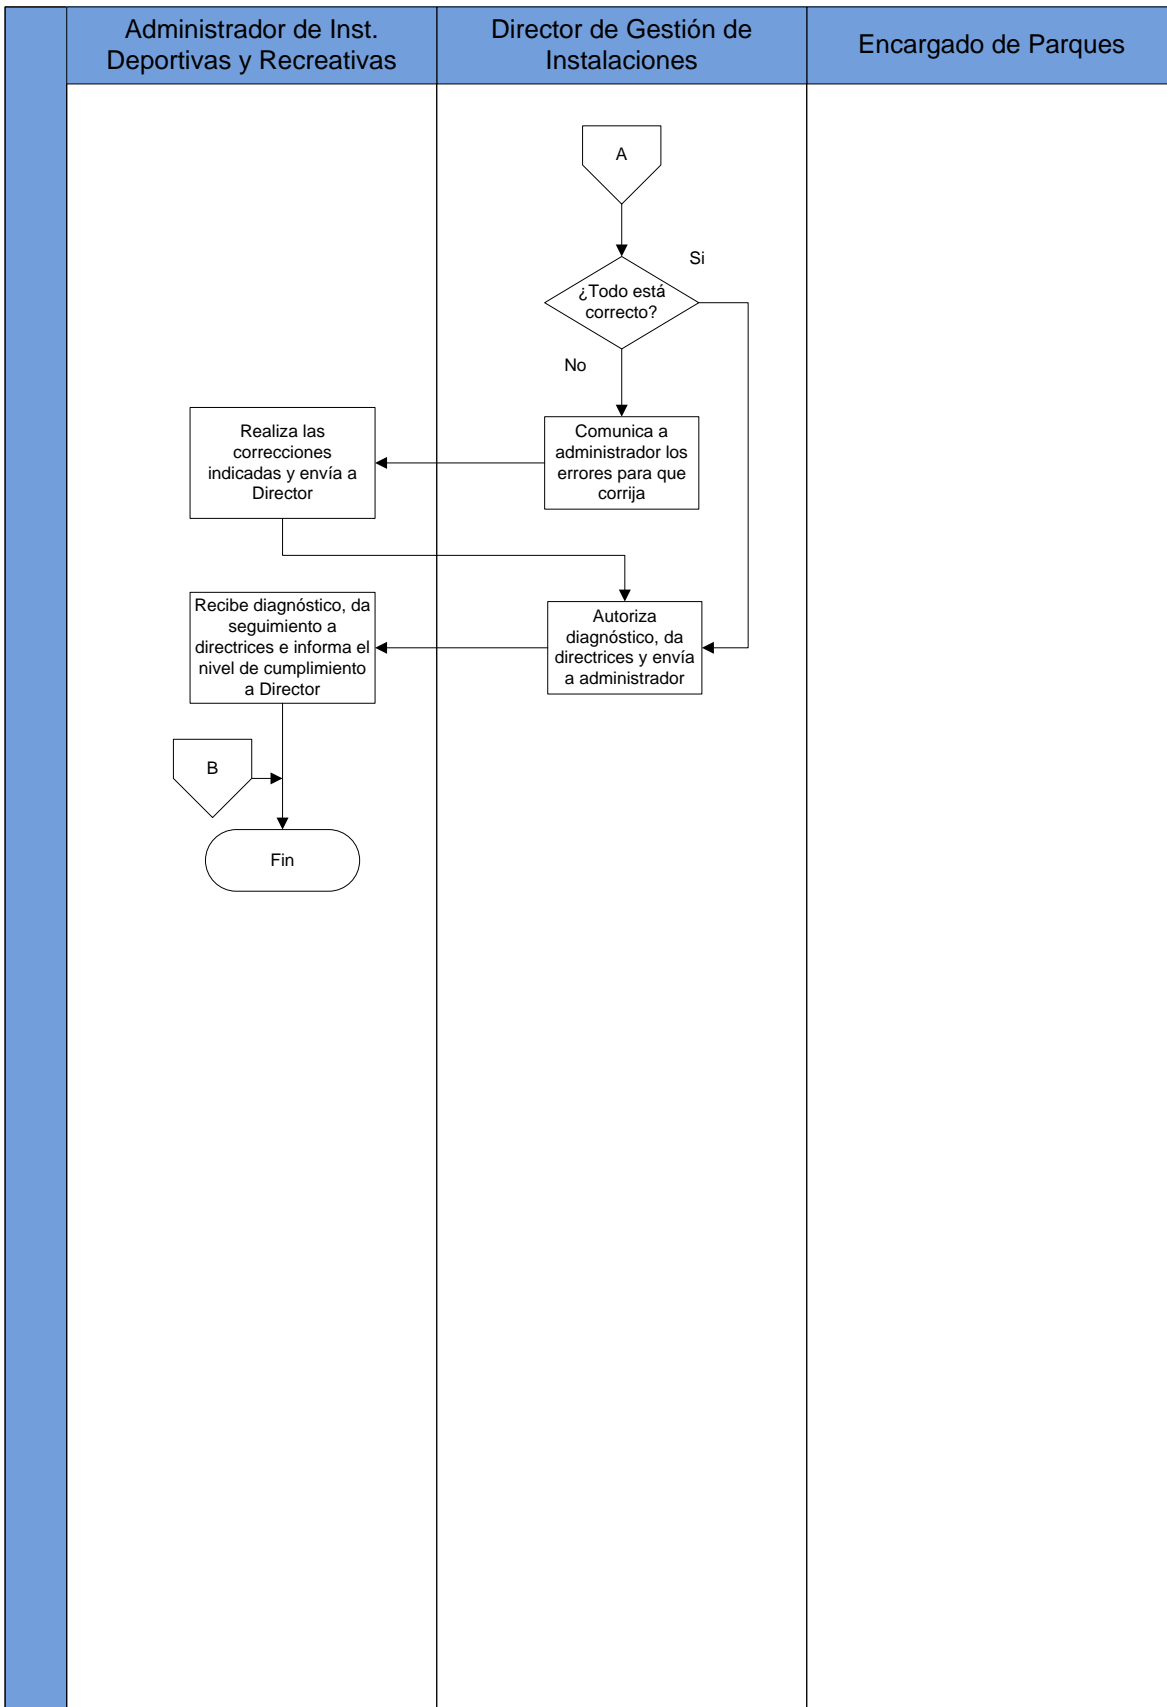 Administrador de Inst.
Deportivas y Recreativas
Director de Gestión de
Instalaciones
Encargado de Parques
A
Si
¿Todo está
correcto?
No
Realiza las
correcciones
indicadas y envía a
Director
Comunica a
administrador los
errores para que
corrija
Recibe diagnóstico, da
seguimiento a
directrices e informa el
nivel de cumplimiento
a Director
Autoriza
diagnóstico, da
directrices y envía
a administrador
B
Fin